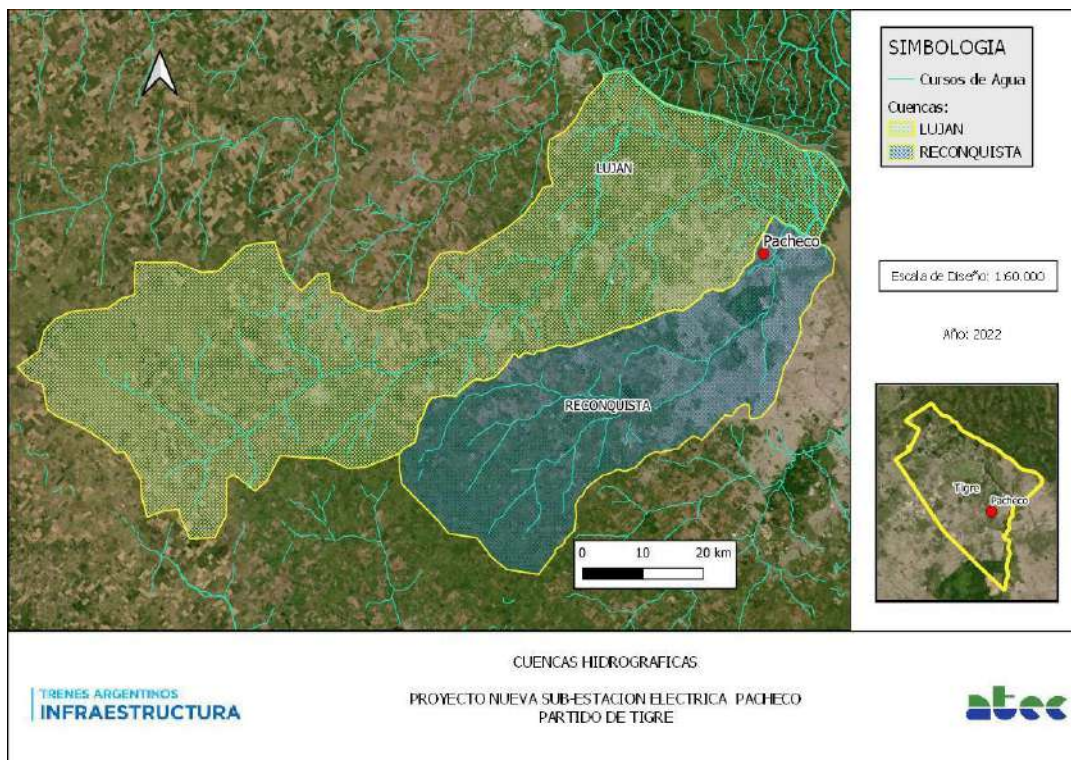 LUJAN
Pacheco
RECONQUISTA
0 10 20 km
SIMBOLOGIA
Cursos de Agua
Cuencas:
LUJAN
RECONQUISTA
Escala de Diseño: 1:60.000
Año: 2022
Tigre
Pacheco
CUENCAS HIDROGRAFICAS
PROYECTO NUEVA SUB-ESTACION ELECTRICA PACHECO
PARTIDO DE TIGRE
TRENES ARGENTINOS
INFRAESTRUCTURA
atec